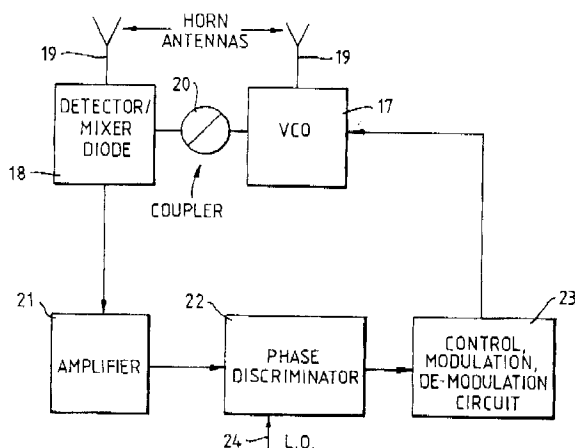 HORN
ANTENNAS
19
19
20
17
DETECTOR/
MIXER
DIODE
VCO
18
COUPLER
21
22
23
AMPLIFIER
PHASE
DISCRIMINATOR
CONTROL,
MODULATION,
DE-MODULATION
CIRCUIT
24
L.O.